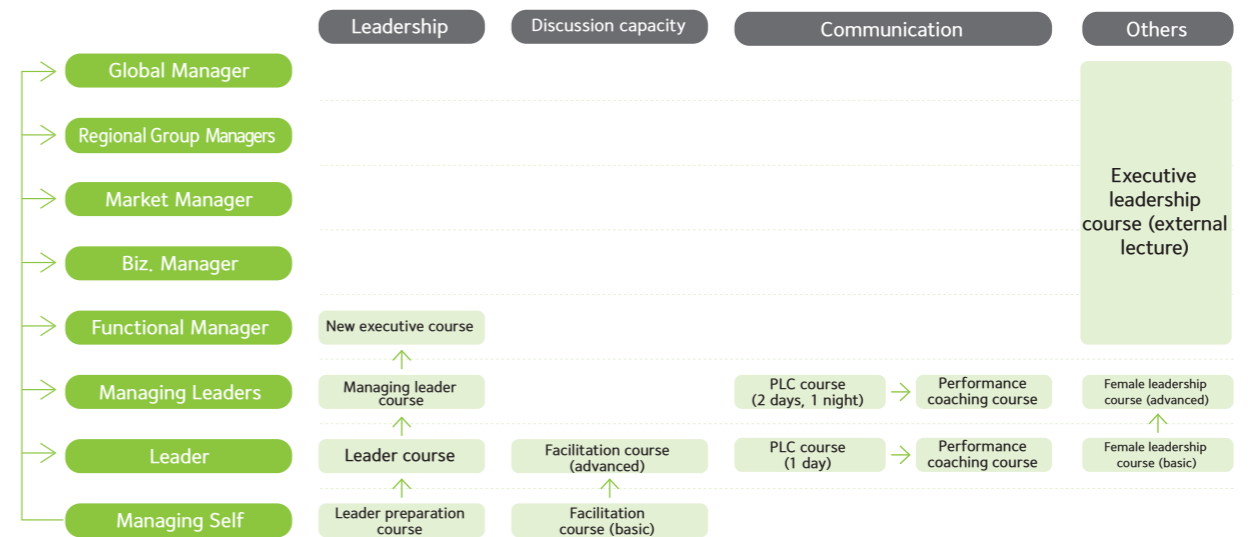 Leadership
Discussion capacity
Communication
Others
Global Manager
Regional Group Managers
Market Manager
Biz. Manager
Executive
leadership
course (external
lecture)
Functional Manager
New executive course
Managing Leaders
Managing leader
course
PLC course
(2 days, 1 night)
Performance
coaching course
Female leadership
course (advanced)
Leader
Leader course
Facilitation course
(advanced)
PLC course
(1 day)
Performance
coaching course
Female leadership
course (basic)
Managing Self
Leader preparation
course
Facilitation
course (basic)